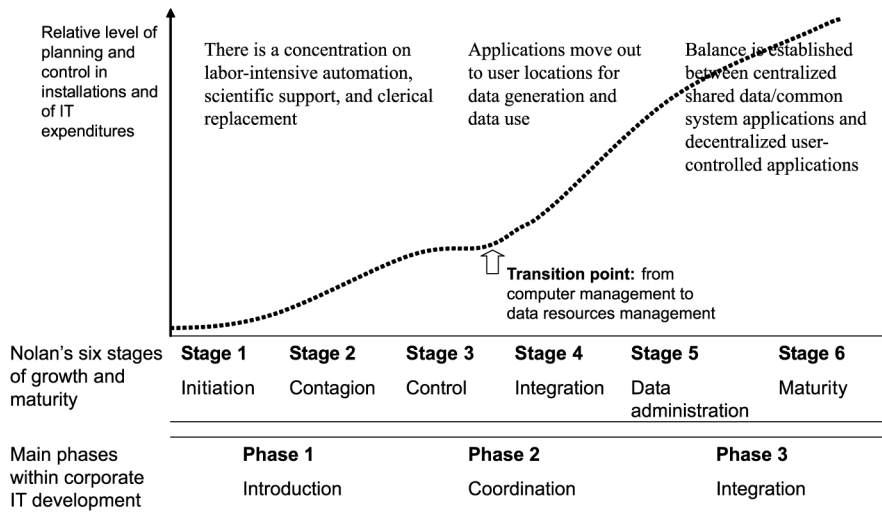 Relative level of
planning and
control in
installations and
of IT
expenditures
There is a concentration on
labor-intensive automation,
scientific support, and clerical
replacement
Applications move out
to user locations for
data generation and
data use
Balance is established
between centralized
shared data/common
system applications and
decentralized user-
controlled applications
Transition point: from
computer management to
data resources management
Nolan's six stages
of growth and
maturity
Stage 1
Initiation
Stage 2
Contagion
Stage 3
Control
Stage 4
Integration
Stage 5
Data
administration
Stage 6
Maturity
Main phases
within corporate
IT development
Phase 1
Introduction
Phase 2
Coordination
Phase 3
Integration